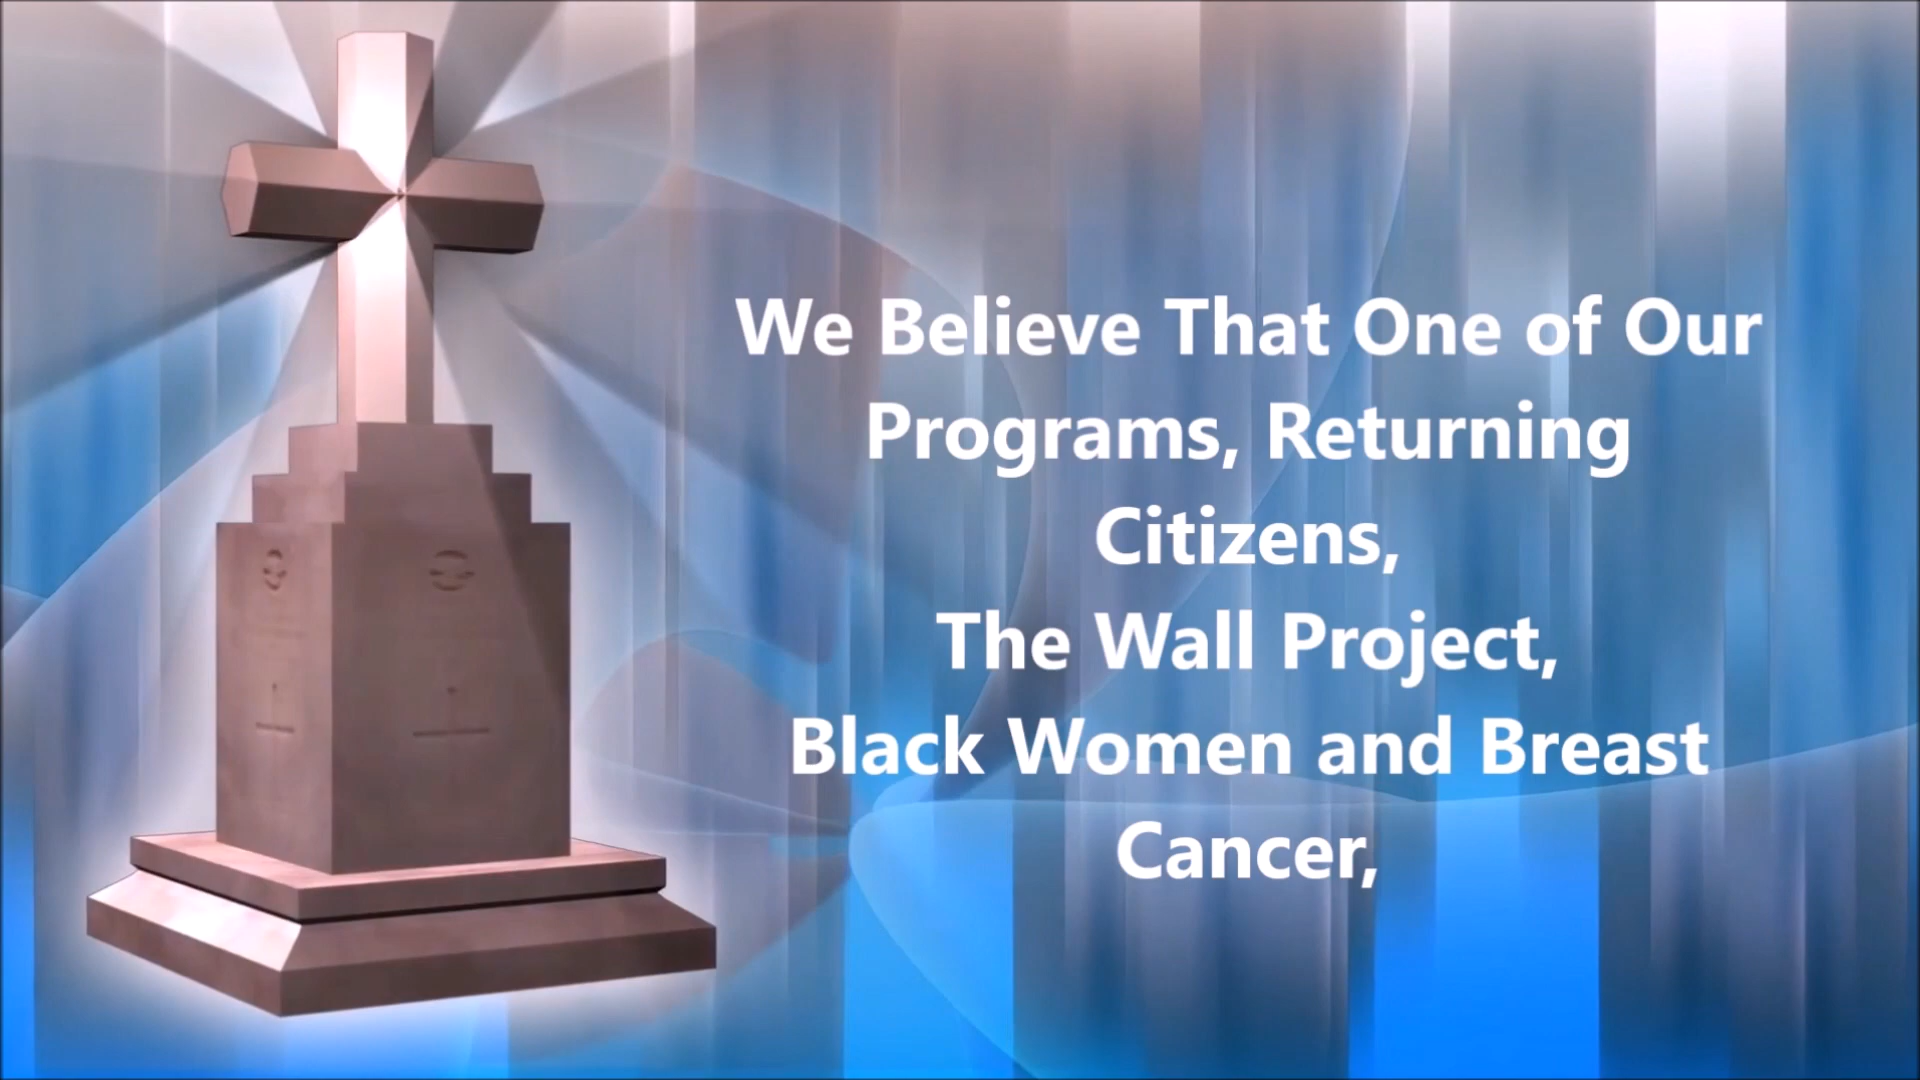 We Believe That One of Our
Programs, Returning
Citizens,
The Wall Project,
Black Women and Breast
Cancer,